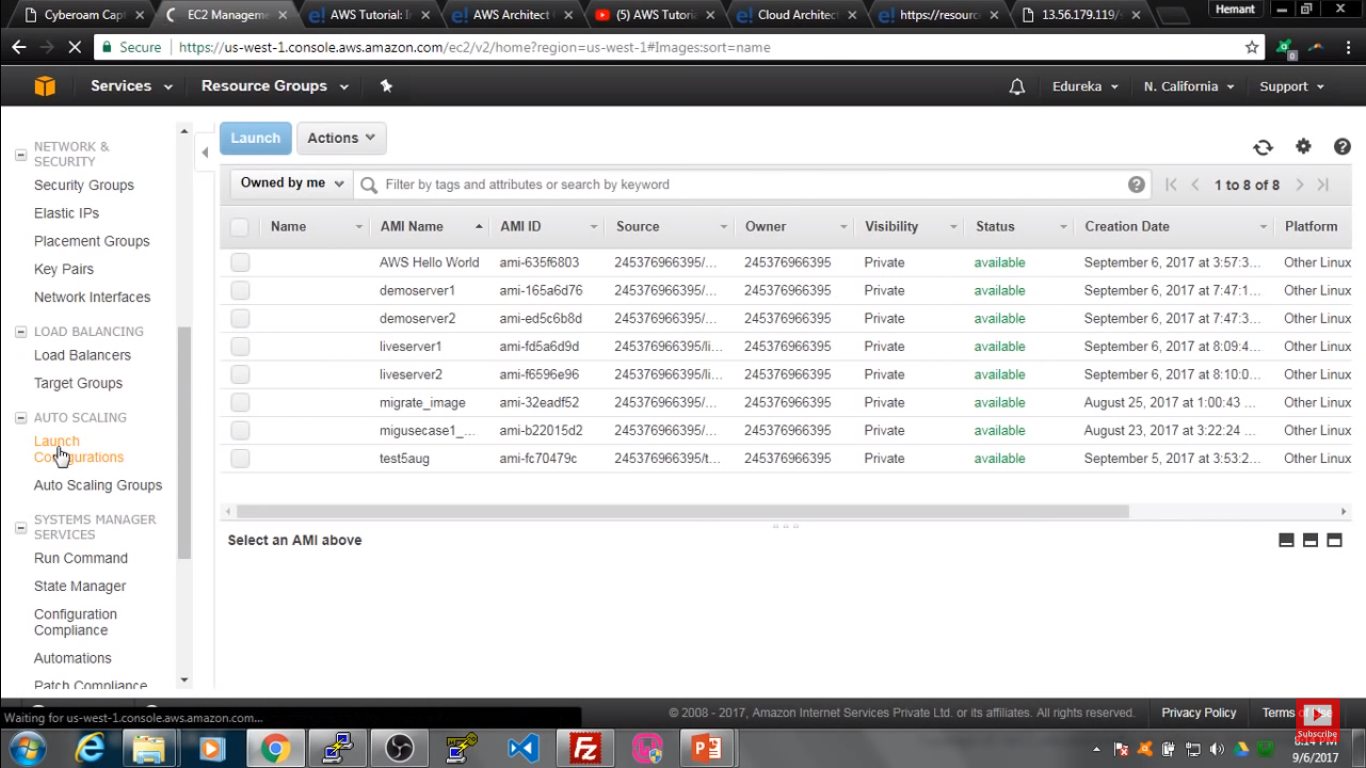 Cyberoam Capt
EC2 Manageme
AWS Tutorial: I
AWS Architect
(5) AWS Tutoria
Cloud Architec
https://resourc
13.56.179.119/s
Hemant
Secure
https://us-west-1.console.aws.amazon.com/ec2/v2/home?region=us-west-1#Images:sort=name
Services
Resource Groups
Edureka
N. California
Support
NETWORK &
SECURITY
Security Groups
Elastic IPs
Placement Groups
Key Pairs
Network Interfaces
LOAD BALANCING
Load Balancers
Target Groups
AUTO SCALING
Launch
Configurations
Auto Scaling Groups
SYSTEMS MANAGER
SERVICES
Run Command
State Manager
Configuration
Compliance
Automations
Patch Compliance
Launch
Actions
Owned by me
Filter by tags and attributes or search by keyword
1 to 8 of 8
Name AMI Name AMI ID Source Owner Visibility Status Creation Date Platform
AWS Hello World ami-635f6803 245376966395/... 245376966395 Private available September 6, 2017 at 3:57:3... Other Linux
demoserver1 ami-165a6d76 245376966395/... 245376966395 Private available September 6, 2017 at 7:47:1... Other Linux
demoserver2 ami-ed5c6b8d 245376966395/... 245376966395 Private available September 6, 2017 at 7:47:3... Other Linux
liveserver1 ami-fd5a6d9d 245376966395/li... 245376966395 Private available September 6, 2017 at 8:09:4... Other Linux
liveserver2 ami-f6596e96 245376966395/li... 245376966395 Private available September 6, 2017 at 8:10:0... Other Linux
migrate_image ami-32eadf52 245376966395/... 245376966395 Private available August 25, 2017 at 1:00:43 ... Other Linux
migusecase1_... ami-b22015d2 245376966395/... 245376966395 Private available August 23, 2017 at 3:22:24 ... Other Linux
test5aug ami-fc70479c 245376966395/t... 245376966395 Private available September 5, 2017 at 3:53:2... Other Linux
Select an AMI above
Waiting for us-west-1.console.aws.amazon.com...
© 2008 - 2017, Amazon Internet Services Private Ltd. or its affiliates. All rights reserved.
Privacy Policy
Terms of Use
Subscribe
8:14 PM
9/6/2017